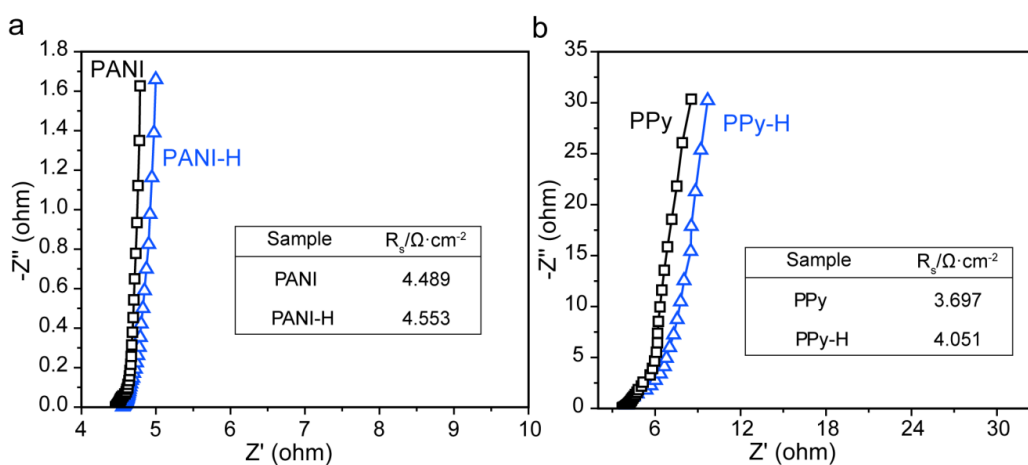 a
PANI
PANI-H
-Z" (ohm)
1.6
1.4
1.2
1.0
0.8
0.6
0.4
0.2
0.0
4 5 6 7 8 9 10
Z' (ohm)
Sample Rs/Ω·cm-2
PANI 4.489
PANI-H 4.553
b
PPy
PPy-H
-Z" (ohm)
35
30
25
20
15
10
5
0
6 12 18 24 30
Z' (ohm)
Sample Rs/Ω·cm-2
PPy 3.697
PPy-H 4.051